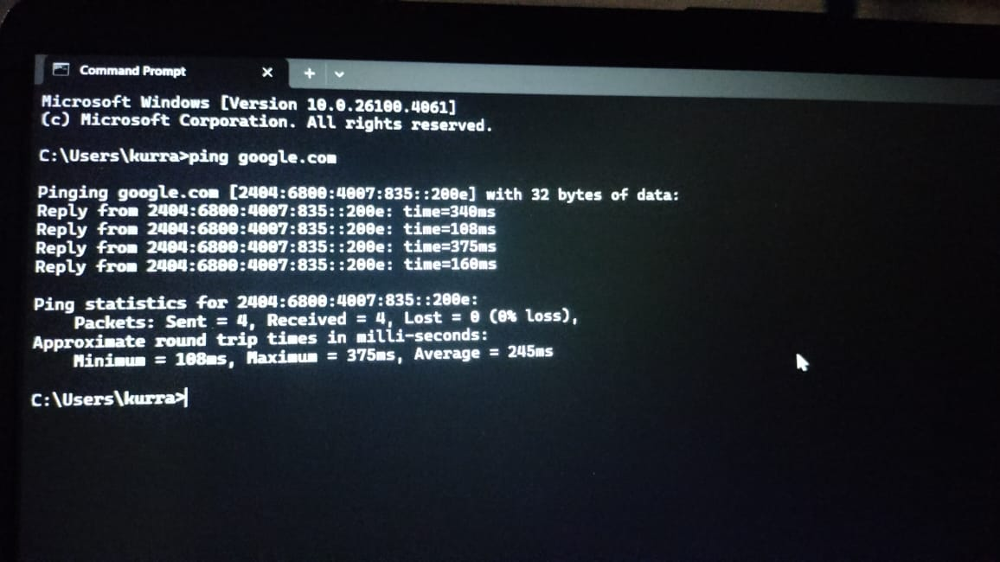 Command Prompt
Microsoft Windows [Version 10.0.26100.4061]
(c) Microsoft Corporation. All rights reserved.
C:\Users\kurra>ping google.com
Pinging google.com [2404:6800:4007:835::200e] with 32 bytes of data:
Reply from 2404:6800:4007:835::200e: time=340ms
Reply from 2404:6800:4007:835::200e: time=108ms
Reply from 2404:6800:4007:835::200e: time=375ms
Reply from 2404:6800:4007:835::200e: time=160ms
Ping statistics for 2404:6800:4007:835::200e:
Packets: Sent = 4, Received = 4, Lost = 0 (0% loss),
Approximate round trip times in milli-seconds:
Minimum = 108ms, Maximum = 375ms, Average = 245ms
C:\Users\kurra>